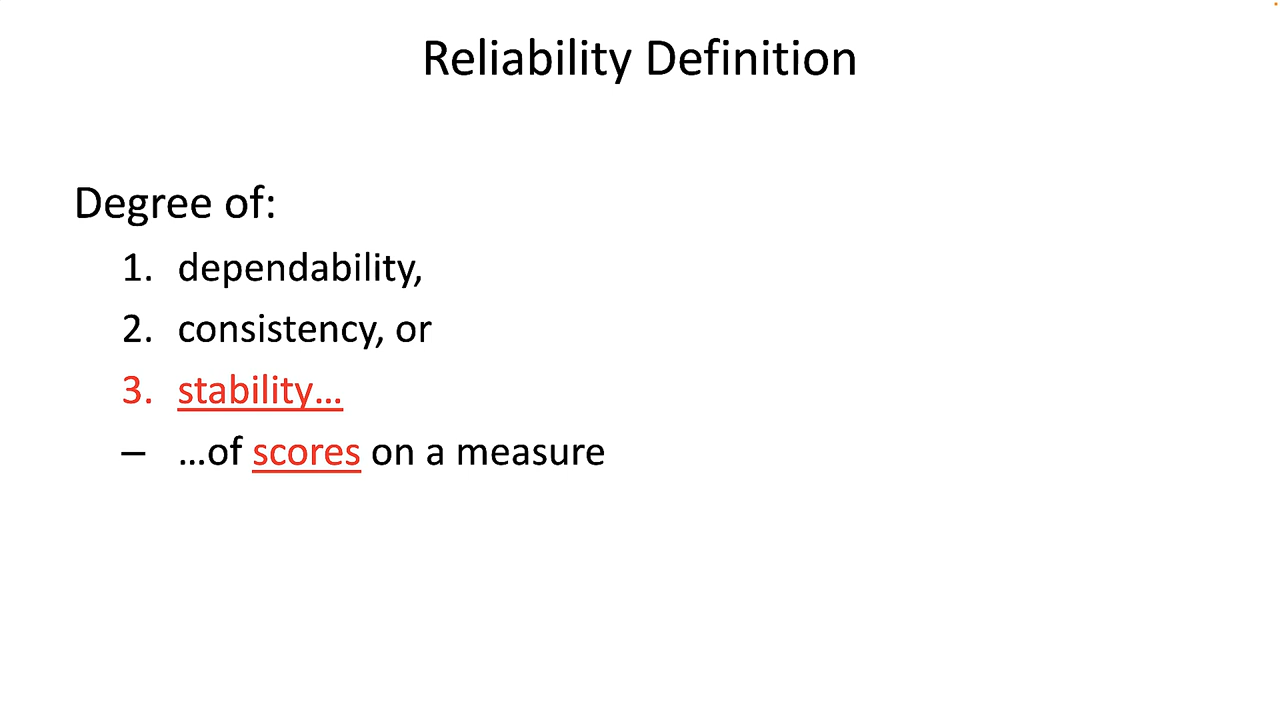 Reliability Definition
Degree of:
1. dependability,
2. consistency, or
3. stability…
– …of scores on a measure